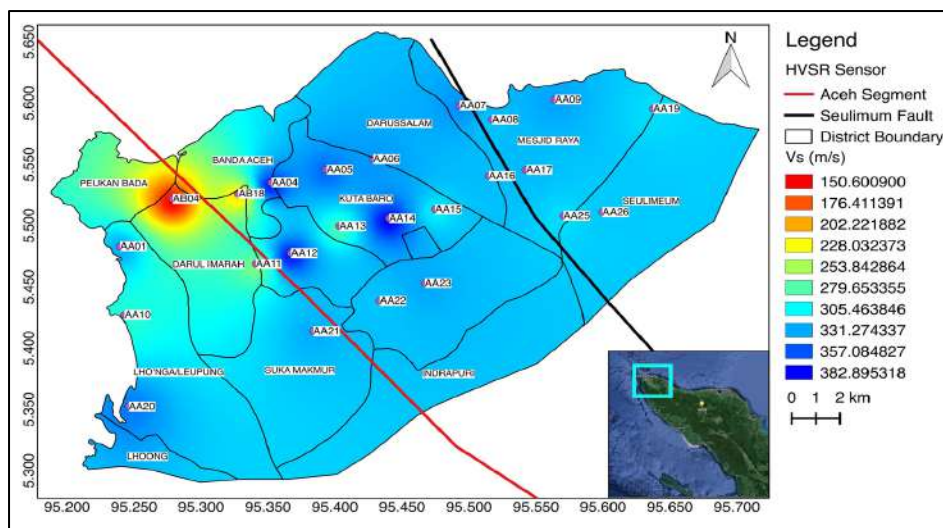 Legend
HVSR Sensor
Aceh Segment
Seulimum Fault
District Boundary
Vs (m/s)
150.600900
176.411391
202.221882
228.032373
253.842864
279.653355
305.463846
331.274337
357.084827
382.895318
0 1 2 km
N
5.650
5.600
5.550
5.500
5.450
5.400
5.350
5.300
95.200 95.250 95.300 95.350 95.400 95.450 95.500 95.550 95.600 95.650 95.700
AA07
AA09
AA19
AA08
DARUSSALAM
MESJID RAYA
BANDA ACEH
AA06
AA05
AA17
AA16
PEUKAN BADA
AA04
AB18
AB04
KUTA BARO
SEULIMEUM
AA15
AA14
AA25
AA26
AA13
AA01
DARUL IMARAH
AA11
AA12
AA23
AA22
AA10
AA21
LHO'NGA/LEUPUNG
SUKA MAKMUR
INDRAPURI
AA20
LHOONG